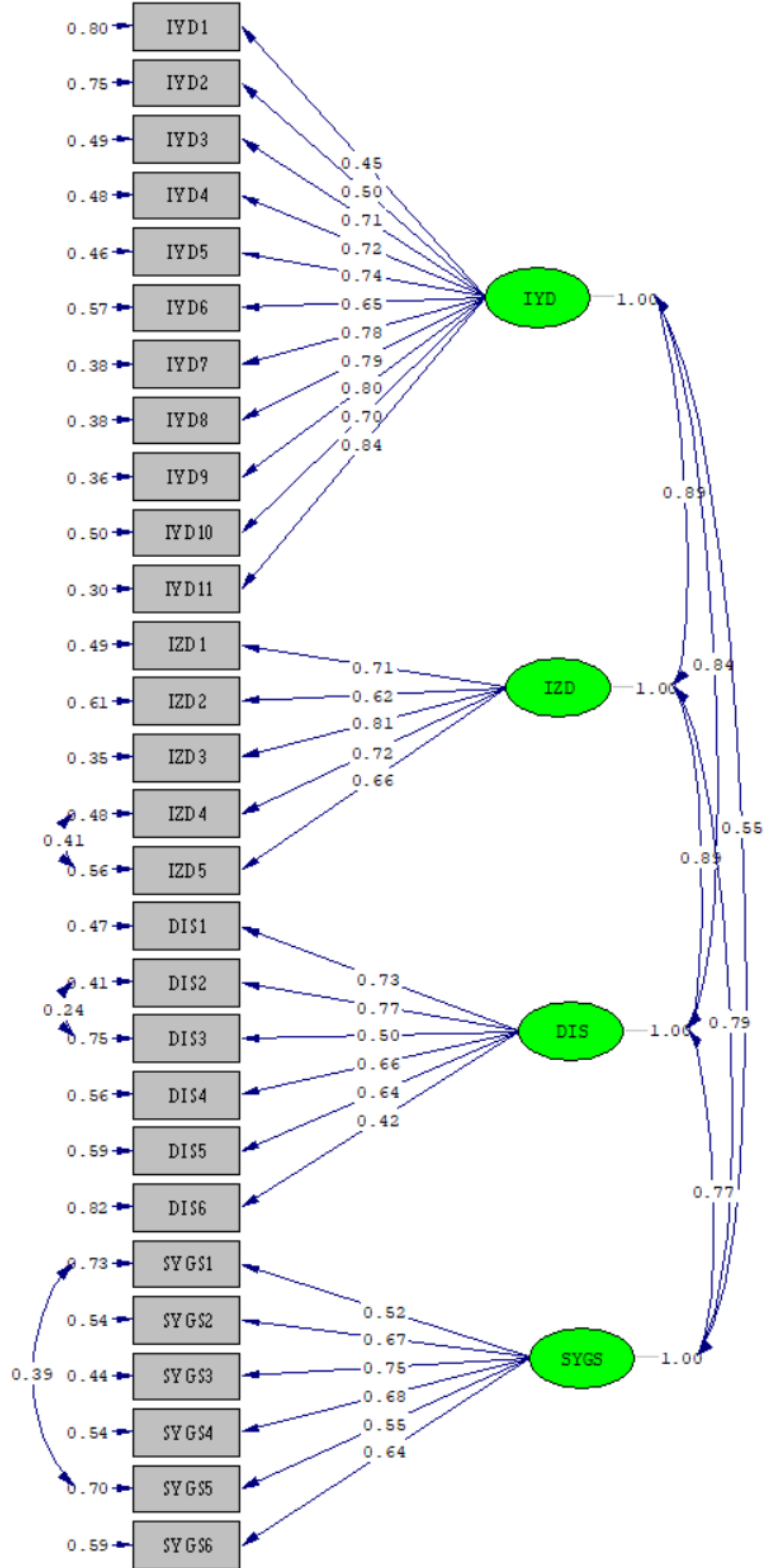 0.80 IYD1
0.75 IYD2
0.49 IYD3
0.45
0.48 IYD4
0.50
0.71
0.46 IYD5
0.72
0.74
0.57 IYD6
0.65
IYD 1.00
0.78
0.38 IYD7
0.79
0.80
0.38 IYD8
0.70
0.84
0.36 IYD9
0.89
0.50 IYD10
0.30 IYD11
0.49 IZD1
0.71
0.84
0.61 IZD2
0.62
IZD 1.00
0.81
0.35 IZD3
0.72
0.66
0.48 IZD4
0.55
0.41
0.89
0.56 IZD5
0.47 DIS1
0.73
0.41 DIS2
0.77
0.24
0.79
0.75 DIS3
0.50
DIS 1.00
0.66
0.56 DIS4
0.64
0.42
0.59 DIS5
0.77
0.82 DIS6
0.73 SYGS1
0.52
0.54 SYGS2
0.67
0.39
0.44 SYGS3
0.75
SYGS 1.00
0.68
0.54 SYGS4
0.55
0.64
0.70 SYGS5
0.59 SYGS6